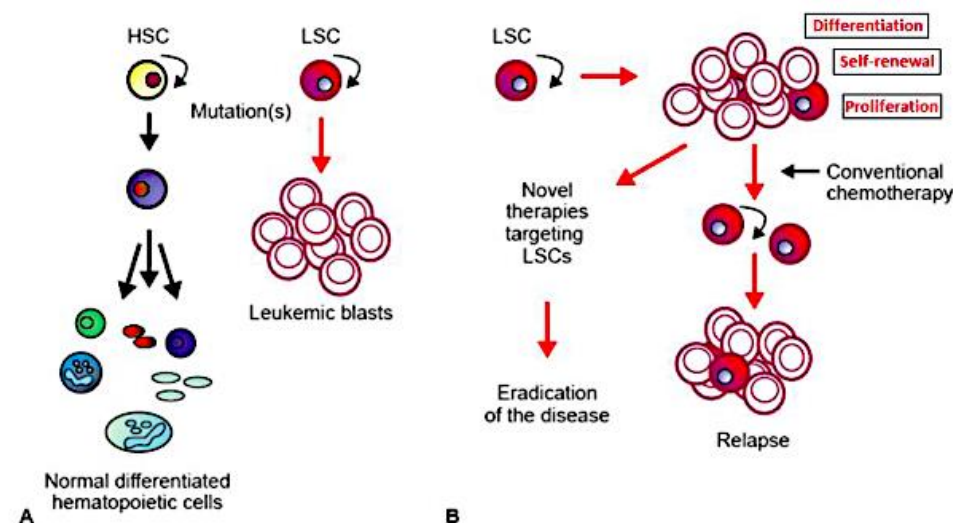 HSC
LSC
Mutation(s)
Leukemic blasts
Normal differentiated
hematopoietic cells
A
LSC
Differentiation
Self-renewal
Proliferation
Conventional
chemotherapy
Novel
therapies
targeting
LSCs
Eradication
of the disease
Relapse
B